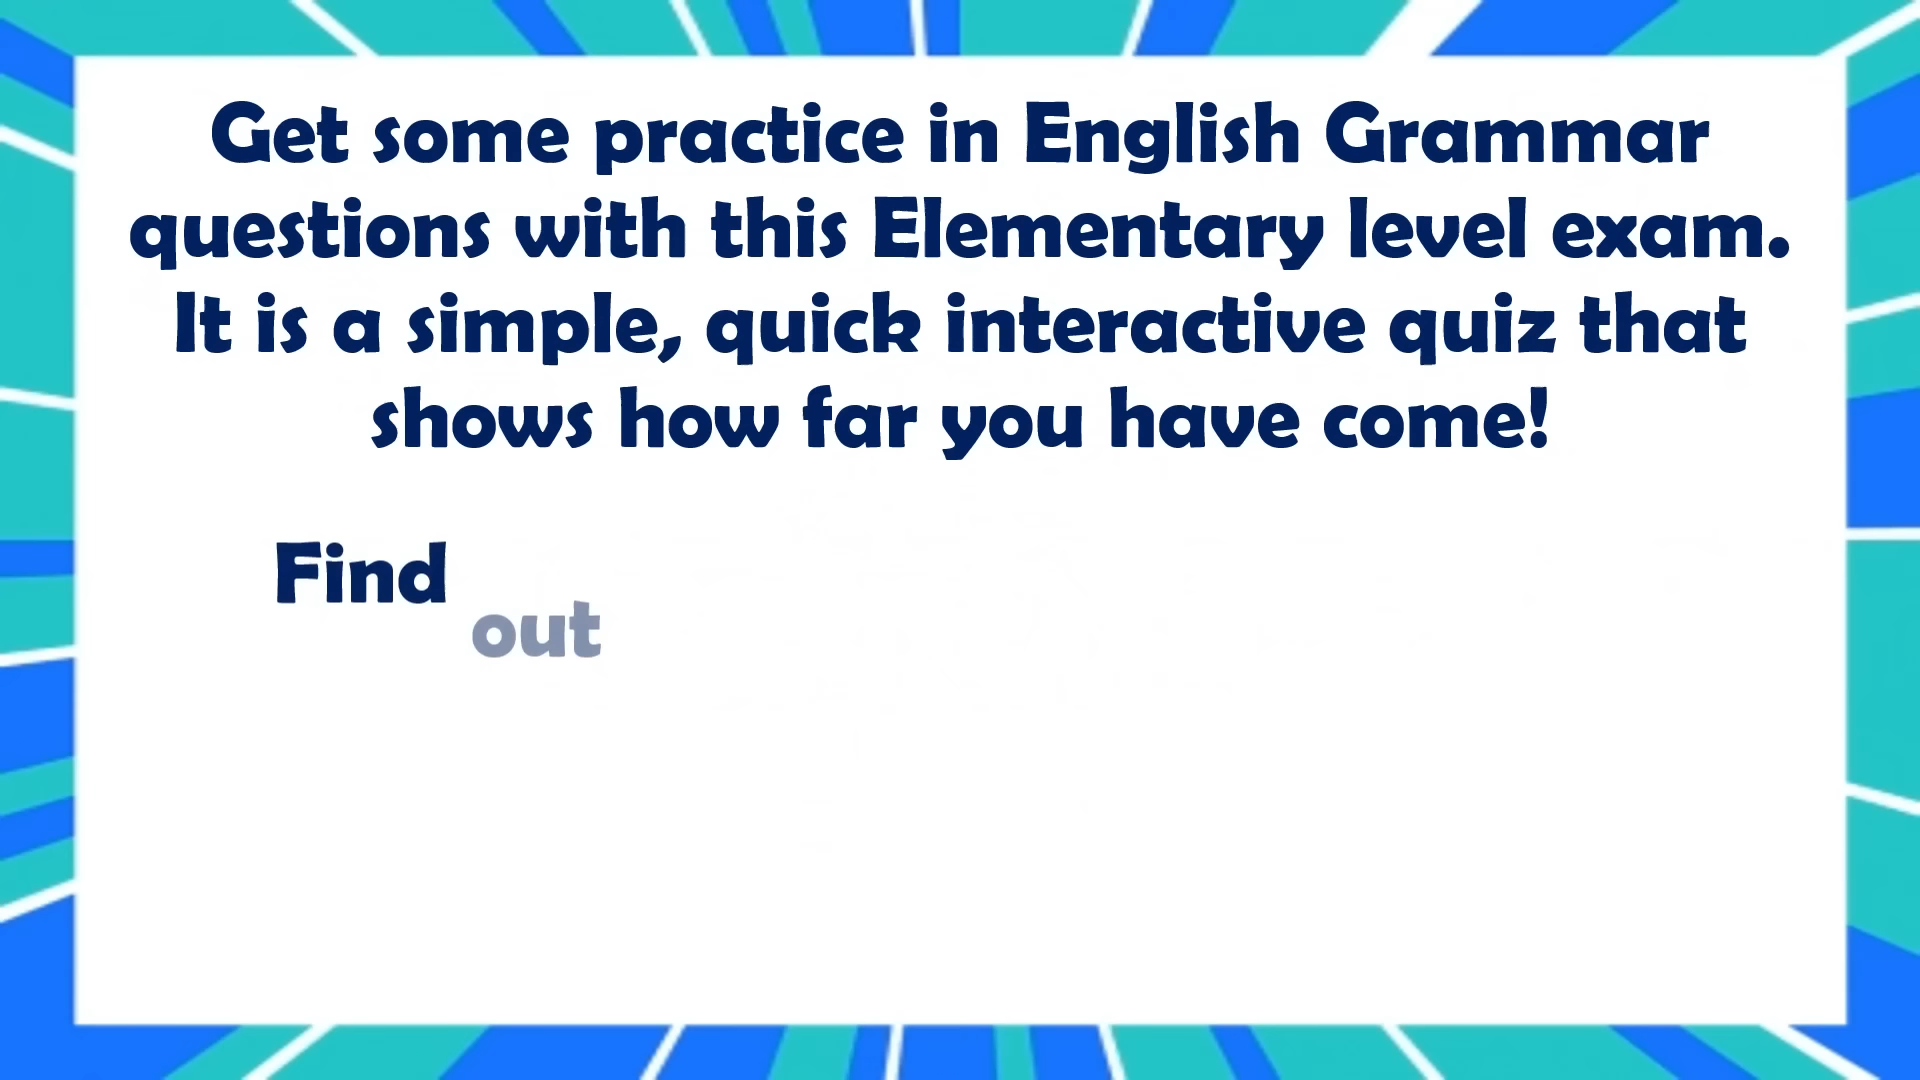 Get some practice in English Grammar
questions with this Elementary level exam.
It is a simple, quick interactive quiz that
shows how far you have come!
Find out